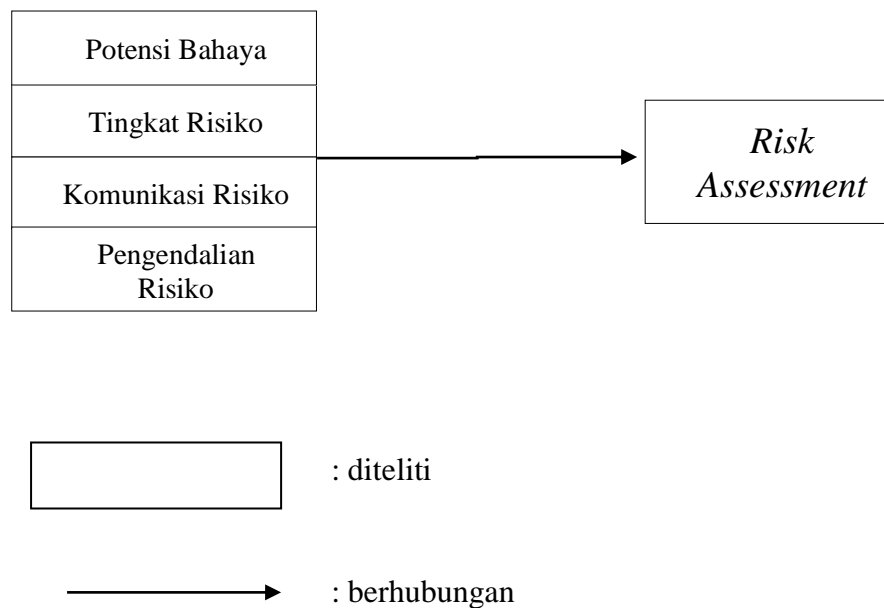 Potensi Bahaya
Tingkat Risiko
Komunikasi Risiko
Pengendalian
Risiko
Risk
Assessment
: diteliti
: berhubungan